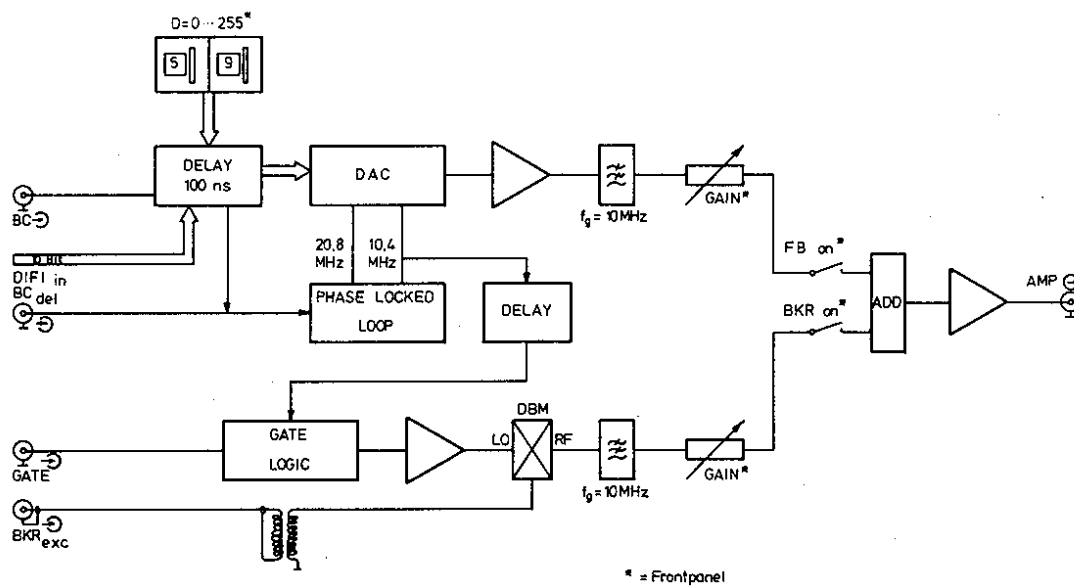 D=0...255*
5 9
DELAY
100 ns
DAC
BC
GAIN*
fg=10MHz
20,8
MHz
10,4
MHz
FB on*
DIFI in
BC del
PHASE LOCKED
LOOP
DELAY
BKR on*
ADD
AMP
DBM
GATE
LOGIC
LO
RF
GATE
GAIN*
fg=10MHz
BKR exc
* = Frontpanel